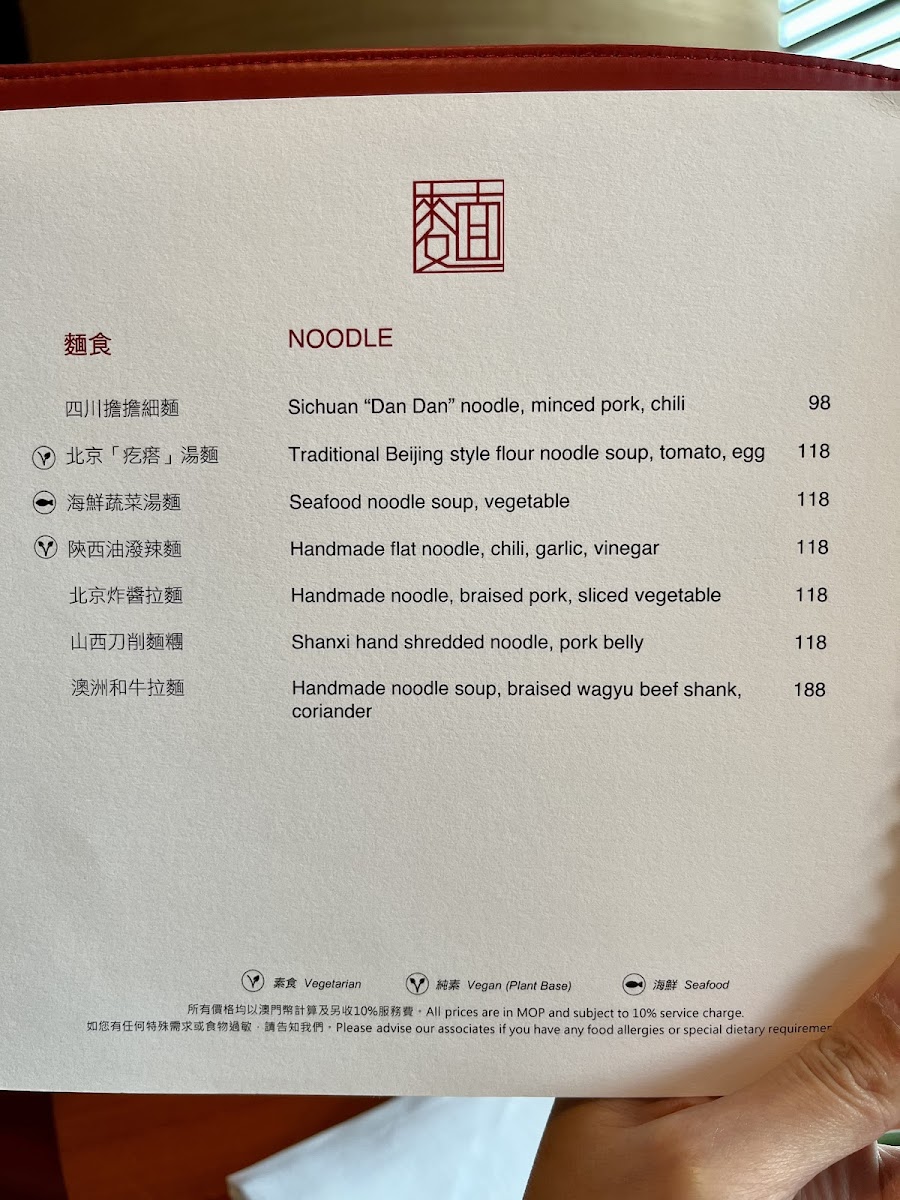 麵
麵食 NOODLE
四川擔擔細麵 Sichuan “Dan Dan” noodle, minced pork, chili 98
北京「疙瘩」湯麵 Traditional Beijing style flour noodle soup, tomato, egg 118
海鮮蔬菜湯麵 Seafood noodle soup, vegetable 118
陝西油潑辣麵 Handmade flat noodle, chili, garlic, vinegar 118
北京炸醬拉麵 Handmade noodle, braised pork, sliced vegetable 118
山西刀削麵糰 Shanxi hand shredded noodle, pork belly 118
澳洲和牛拉麵 Handmade noodle soup, braised wagyu beef shank, 188
coriander
素食 Vegetarian 純素 Vegan (Plant Base) 海鮮 Seafood
所有價格均以澳門幣計算及另收10%服務費。All prices are in MOP and subject to 10% service charge.
如您有任何特殊需求或食物過敏，請告知我們。Please advise our associates if you have any food allergies or special dietary requiremen